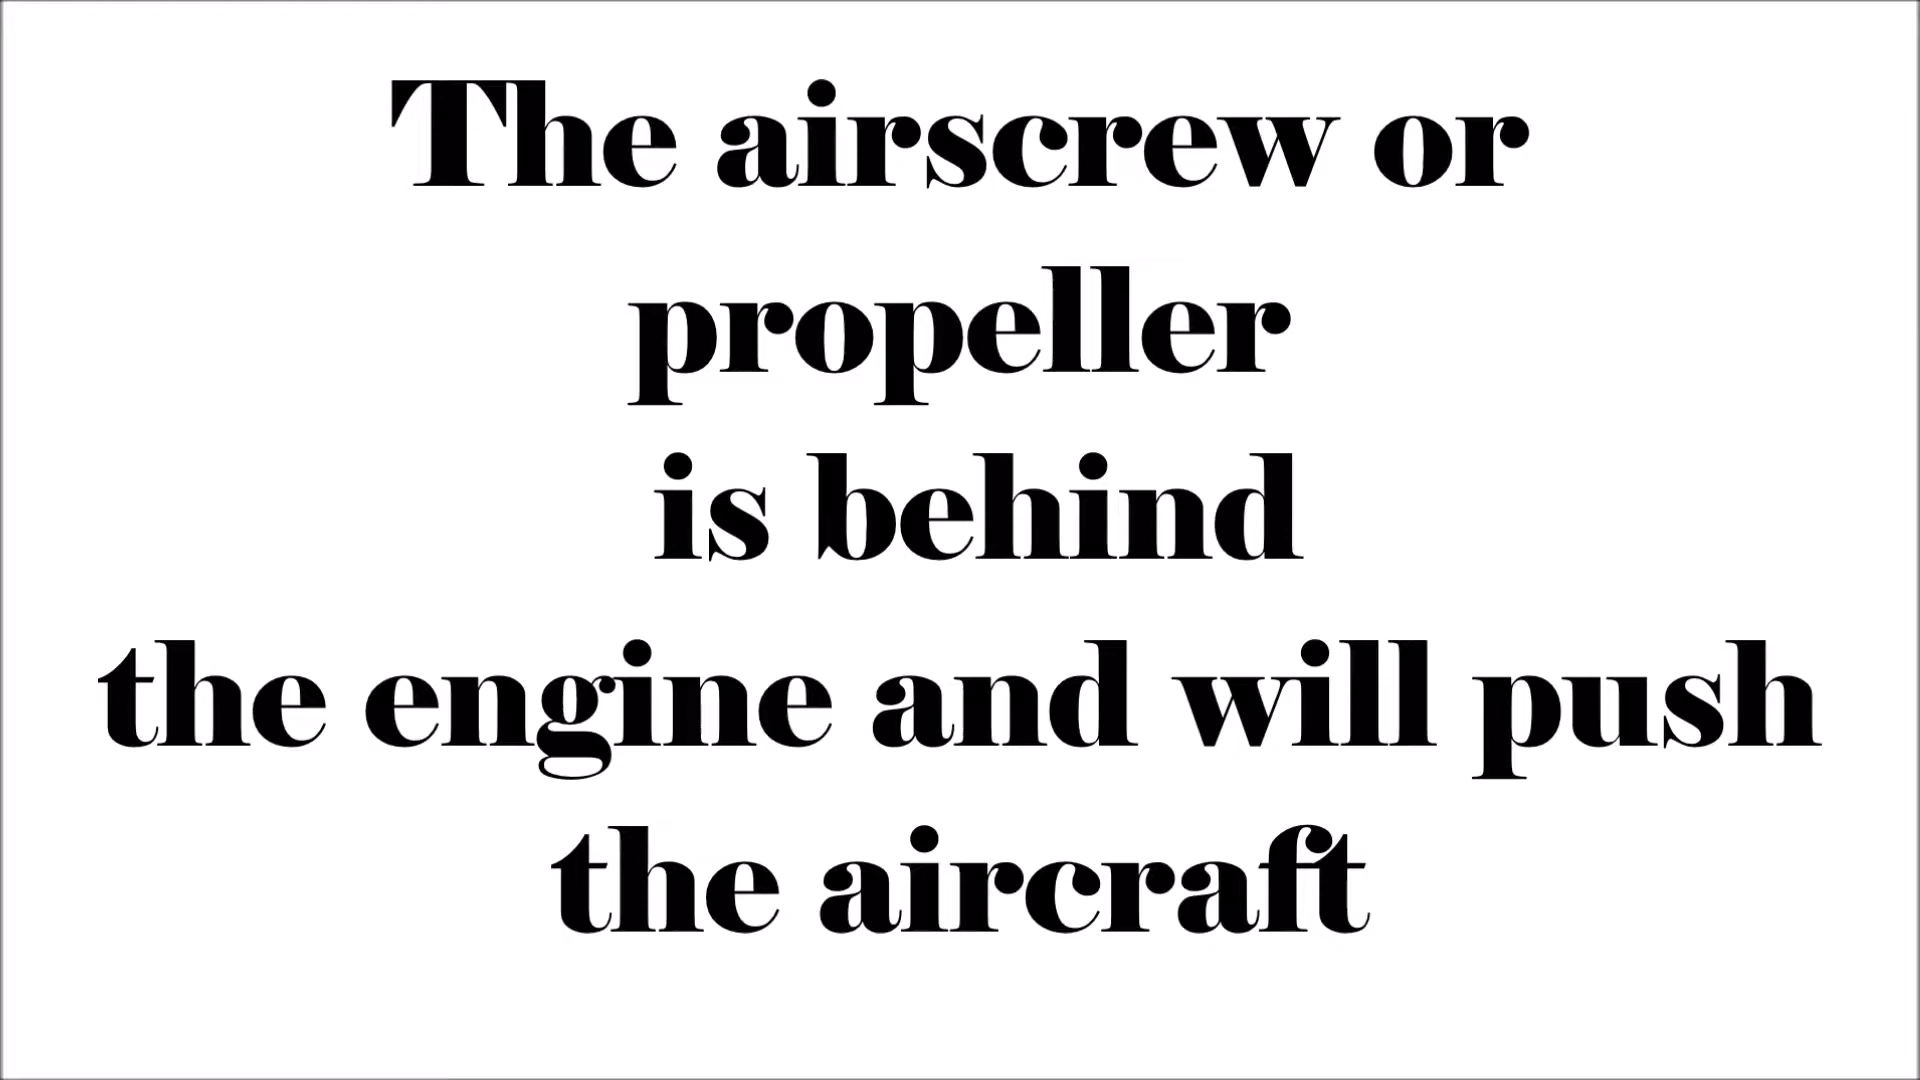 The airscrew or
propeller
is behind
the engine and will push
the aircraft